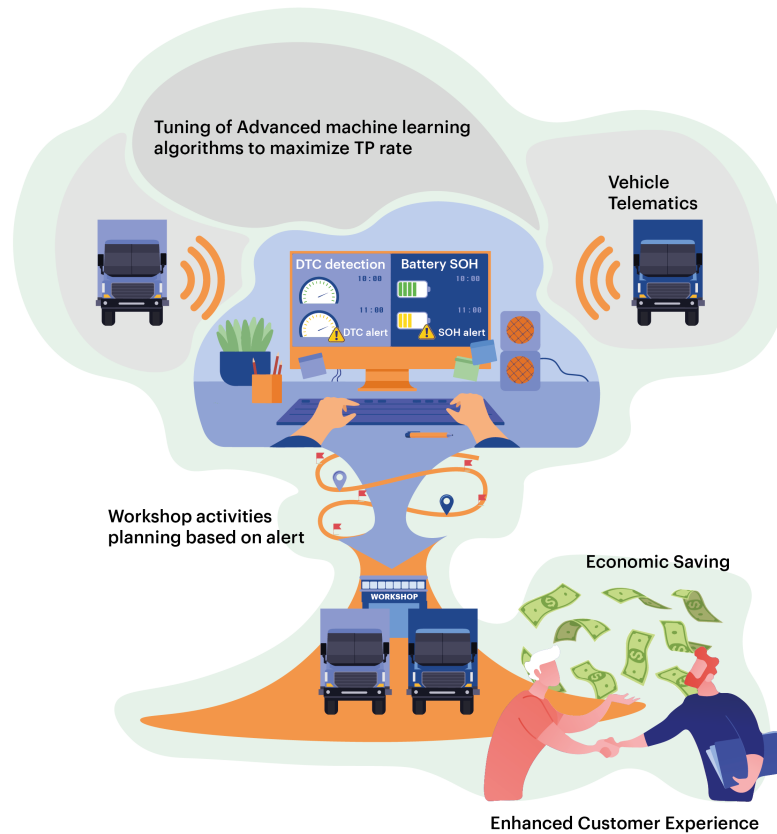 Tuning of Advanced machine learning
algorithms to maximize TP rate
Vehicle
Telematics
DTC detection
10:00
11:00
DTC alert
Battery SOH
10:00
11:00
SOH alert
Workshop activities
planning based on alert
WORKSHOP
Economic Saving
Enhanced Customer Experience